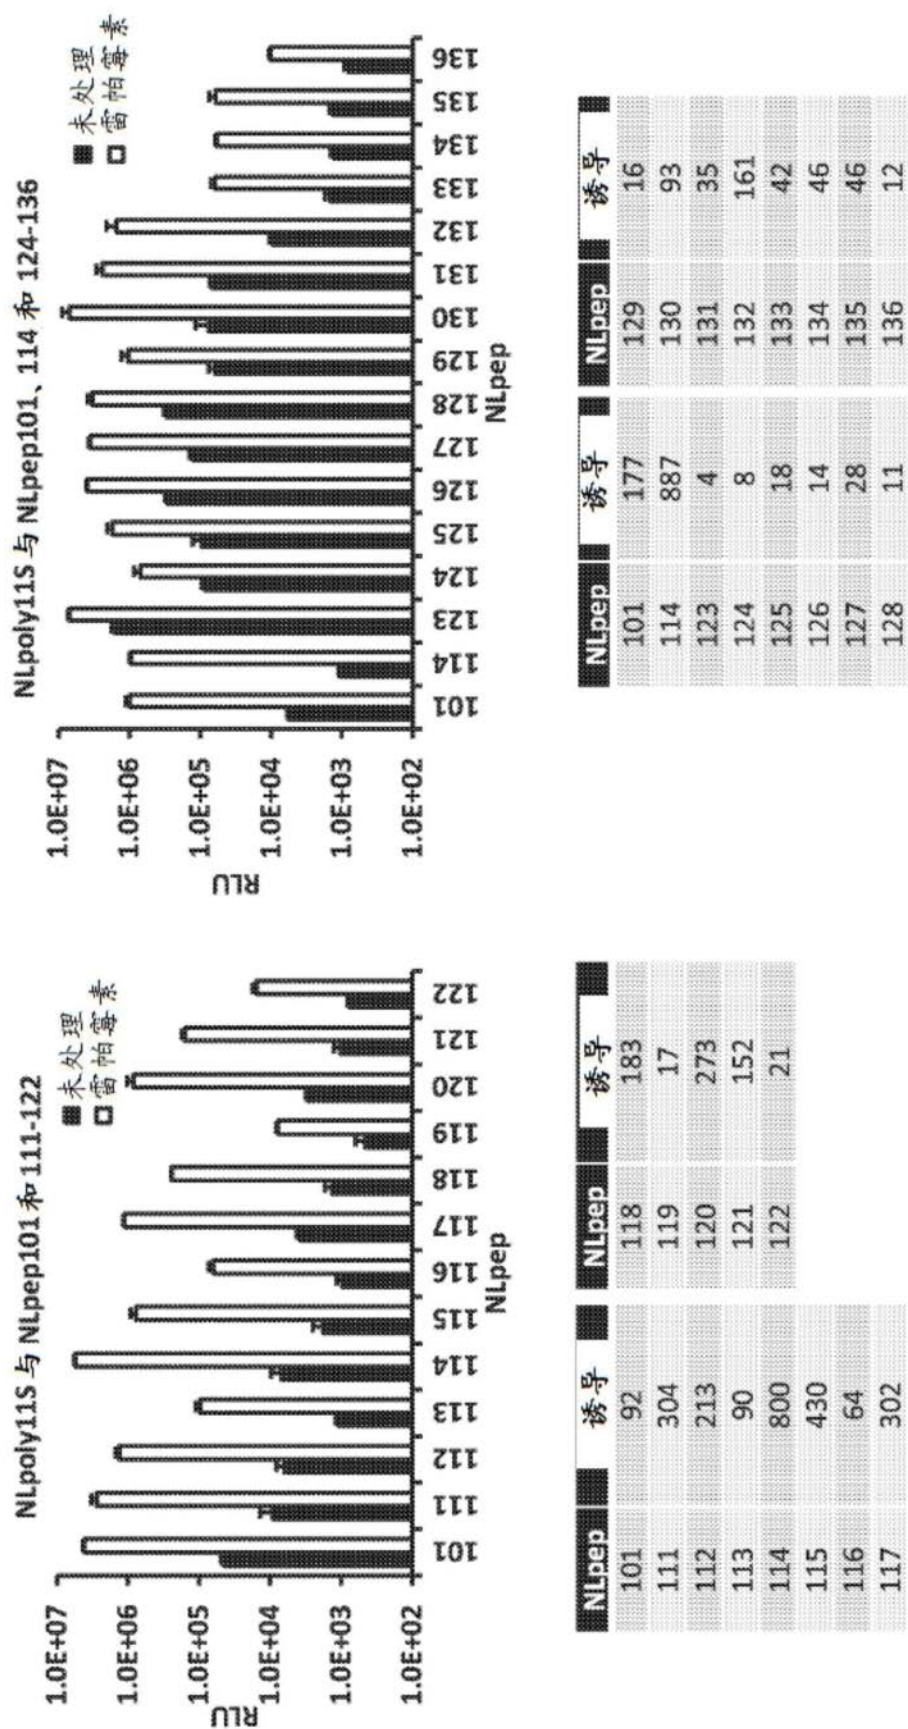 NLpoly11S 与 NLpep101 和 111-122
■ 未处理
□ 雷帕霉素
1.0E+07
1.0E+06
1.0E+05
1.0E+04
1.0E+03
1.0E+02
RLU
101 111 112 113 114 115 116 117 118 119 120 121 122
NLpep
NLpep 诱导 NLpep 诱导
101 92 118 183
111 304 119 17
112 213 120 273
113 90 121 152
114 800 122 21
115 430
116 64
117 302
NLpoly11S 与 NLpep101、114 和 124-136
■ 未处理
□ 雷帕霉素
1.0E+07
1.0E+06
1.0E+05
1.0E+04
1.0E+03
1.0E+02
RLU
101 114 123 124 125 126 127 128 129 130 131 132 133 134 135 136
NLpep
NLpep 诱导 NLpep 诱导
101 177 129 16
114 887 130 93
123 4 131 35
124 8 132 161
125 18 133 42
126 14 134 46
127 28 135 46
128 11 136 12